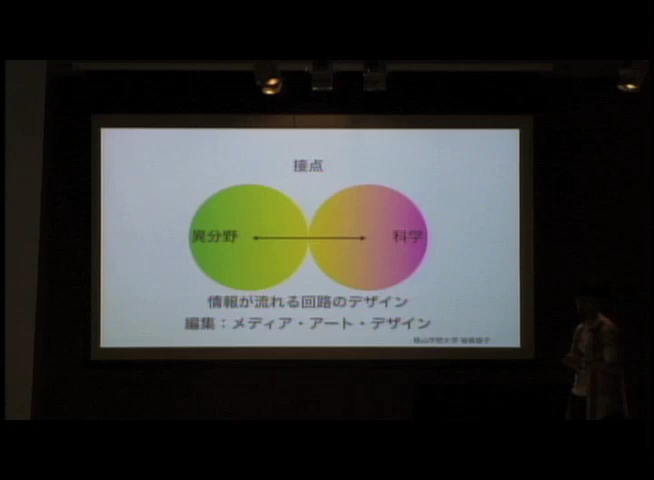 接点
異分野
科学
情報が流れる回路のデザイン
編集：メディア・アート・デザイン